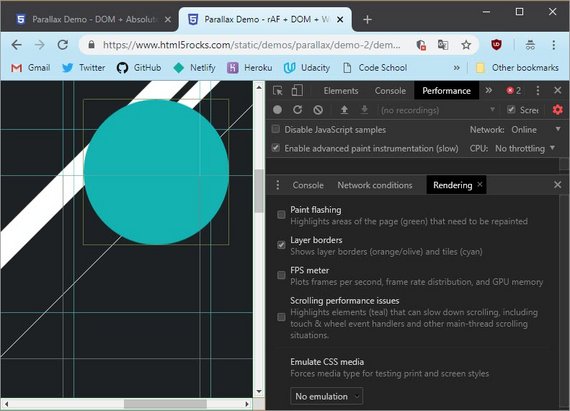 DOM + Absolut
Parallax Demo - rAF + DOM + W
https://www.html5rocks.com/static/demos/parallax/demo-2/dem...
Gmail Twitter GitHub Netlify Heroku Udacity Code School » Other bookmarks
Elements Console Performance » 2
(no recordings) Scree
Disable JavaScript samples Network: Online
Enable advanced paint instrumentation (slow) CPU: No throttling
Console Network conditions Rendering
Paint flashing
Highlights areas of the page (green) that need to be repainted
Layer borders
Shows layer borders (orange/olive) and tiles (cyan)
FPS meter
Plots frames per second, frame rate distribution, and GPU memory
Scrolling performance issues
Highlights elements (teal) that can slow down scrolling, including
touch & wheel event handlers and other main-thread scrolling
situations.
Emulate CSS media
Forces media type for testing print and screen styles
No emulation